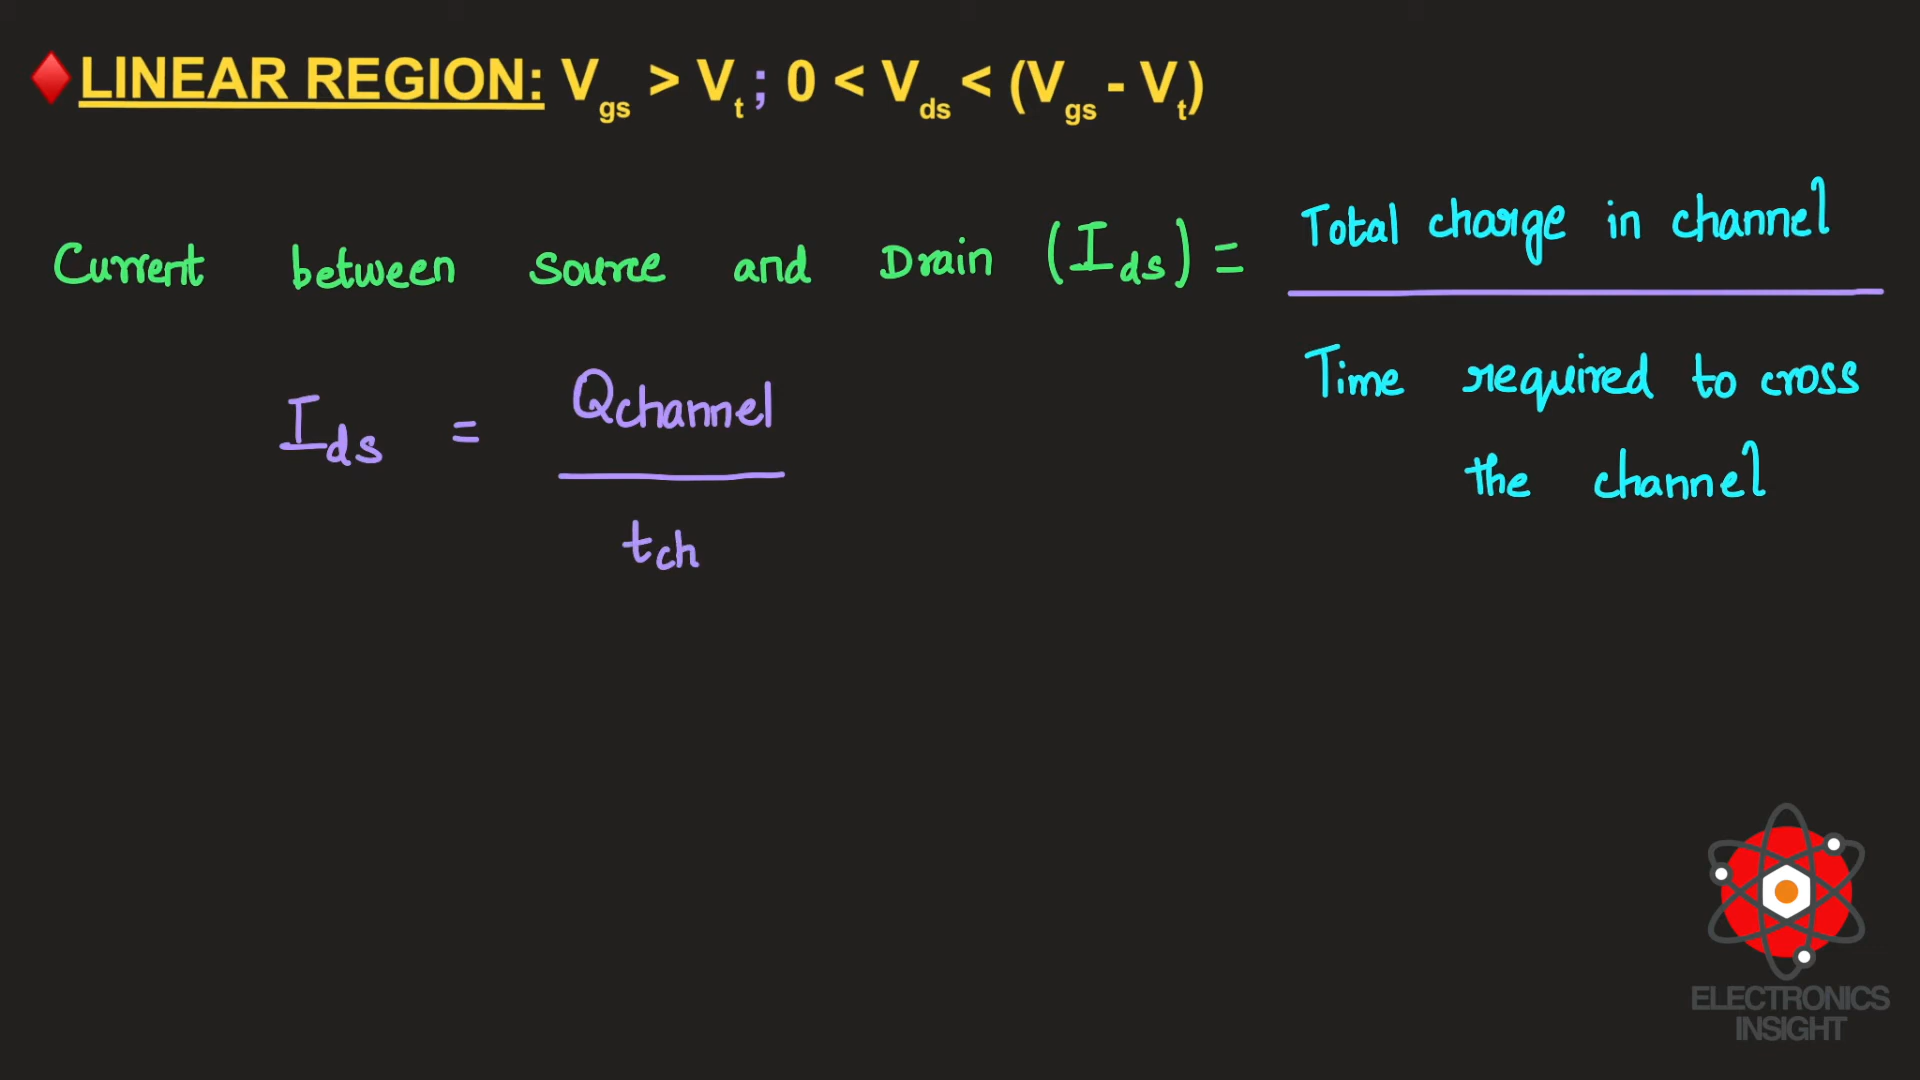 LINEAR REGION: Vgs > Vt ; 0 < Vds < (Vgs - Vt)
Current between source and Drain (Ids) = Total charge in channel
Time required to cross
the channel
Ids = Qchannel
tch
ELECTRONICS
INSIGHT